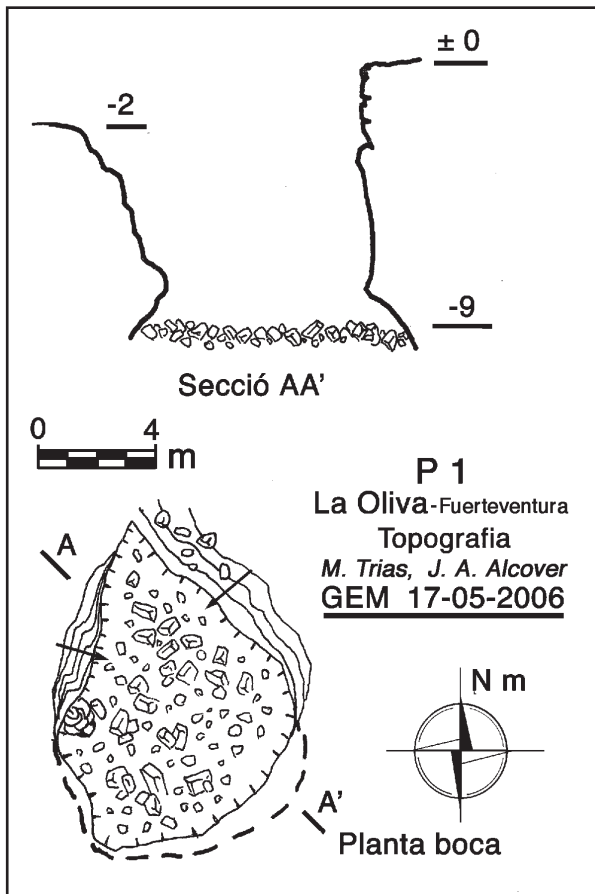 ± 0
-2
-9
Secció AA’
0 4
m
P 1
La Oliva-Fuerteventura
Topografia
M. Trias, J. A. Alcover
GEM 17-05-2006
A
N m
A’
Planta boca